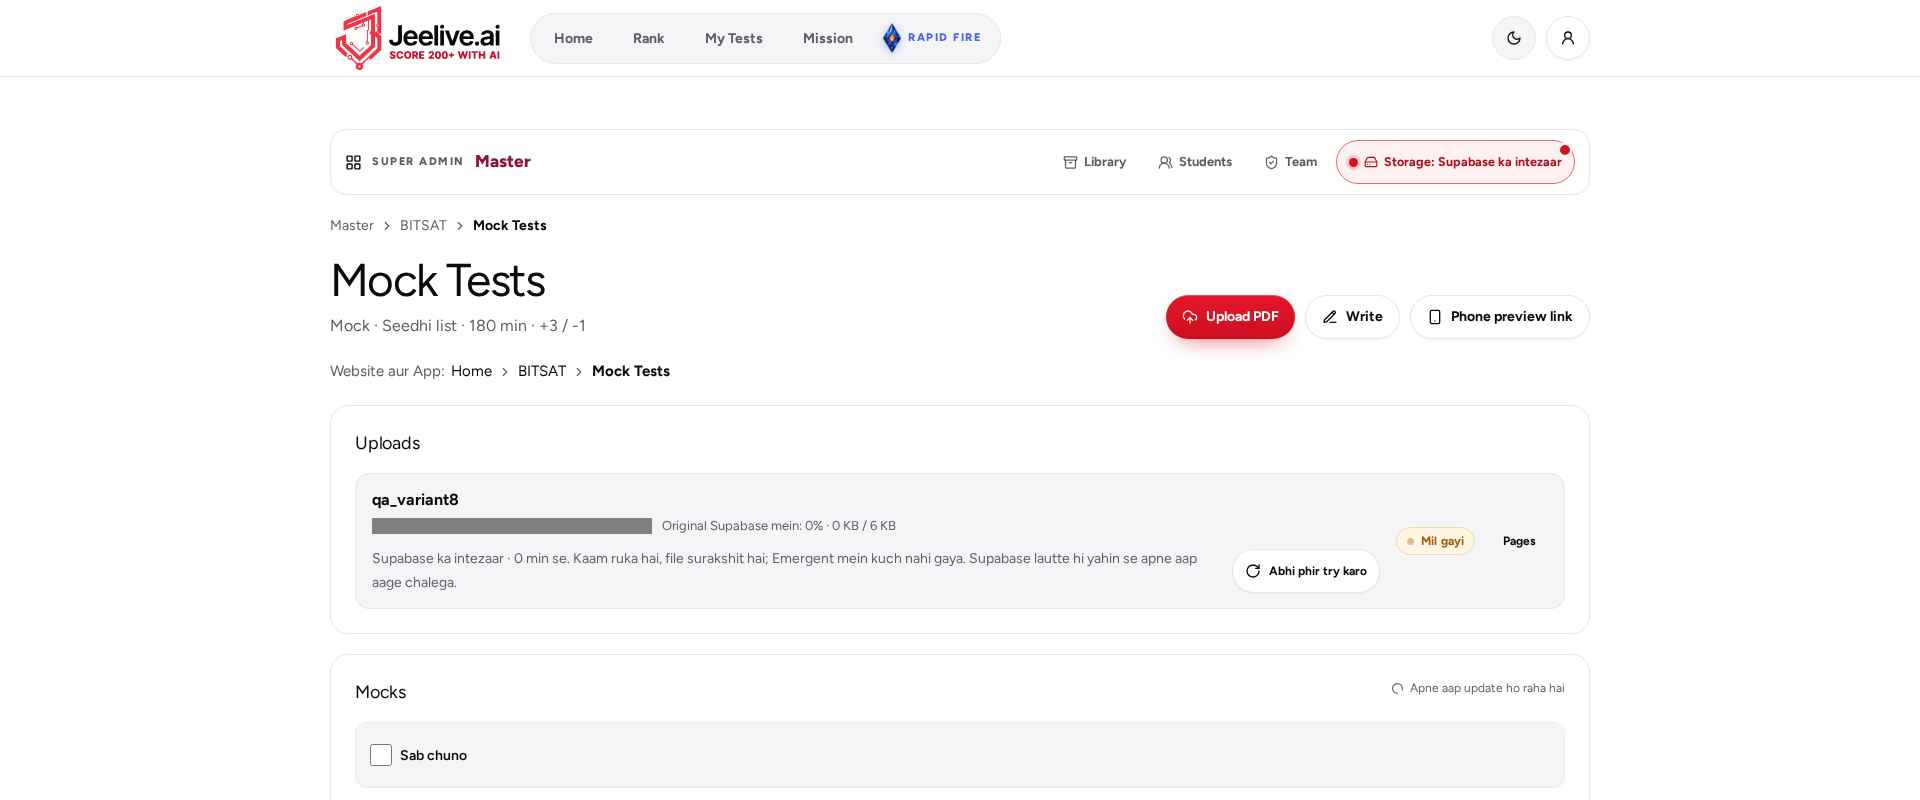 Jeelive.ai
SCORE 200+ WITH AI
Home Rank My Tests Mission RAPID FIRE
SUPER ADMIN Master
Library Students Team Storage: Supabase ka intezaar
Master > BITSAT > Mock Tests
Mock Tests
Mock · Seedhi list · 180 min · +3 / -1
Upload PDF Write Phone preview link
Website aur App: Home > BITSAT > Mock Tests
Uploads
qa_variant8
Original Supabase mein: 0% · 0 KB / 6 KB
Supabase ka intezaar · 0 min se. Kaam ruka hai, file surakshit hai; Emergent mein kuch nahi gaya. Supabase lautte hi yahin se apne aap
aage chalega.
Abhi phir try karo
Mil gayi
Pages
Mocks
Apne aap update ho raha hai
Sab chuno